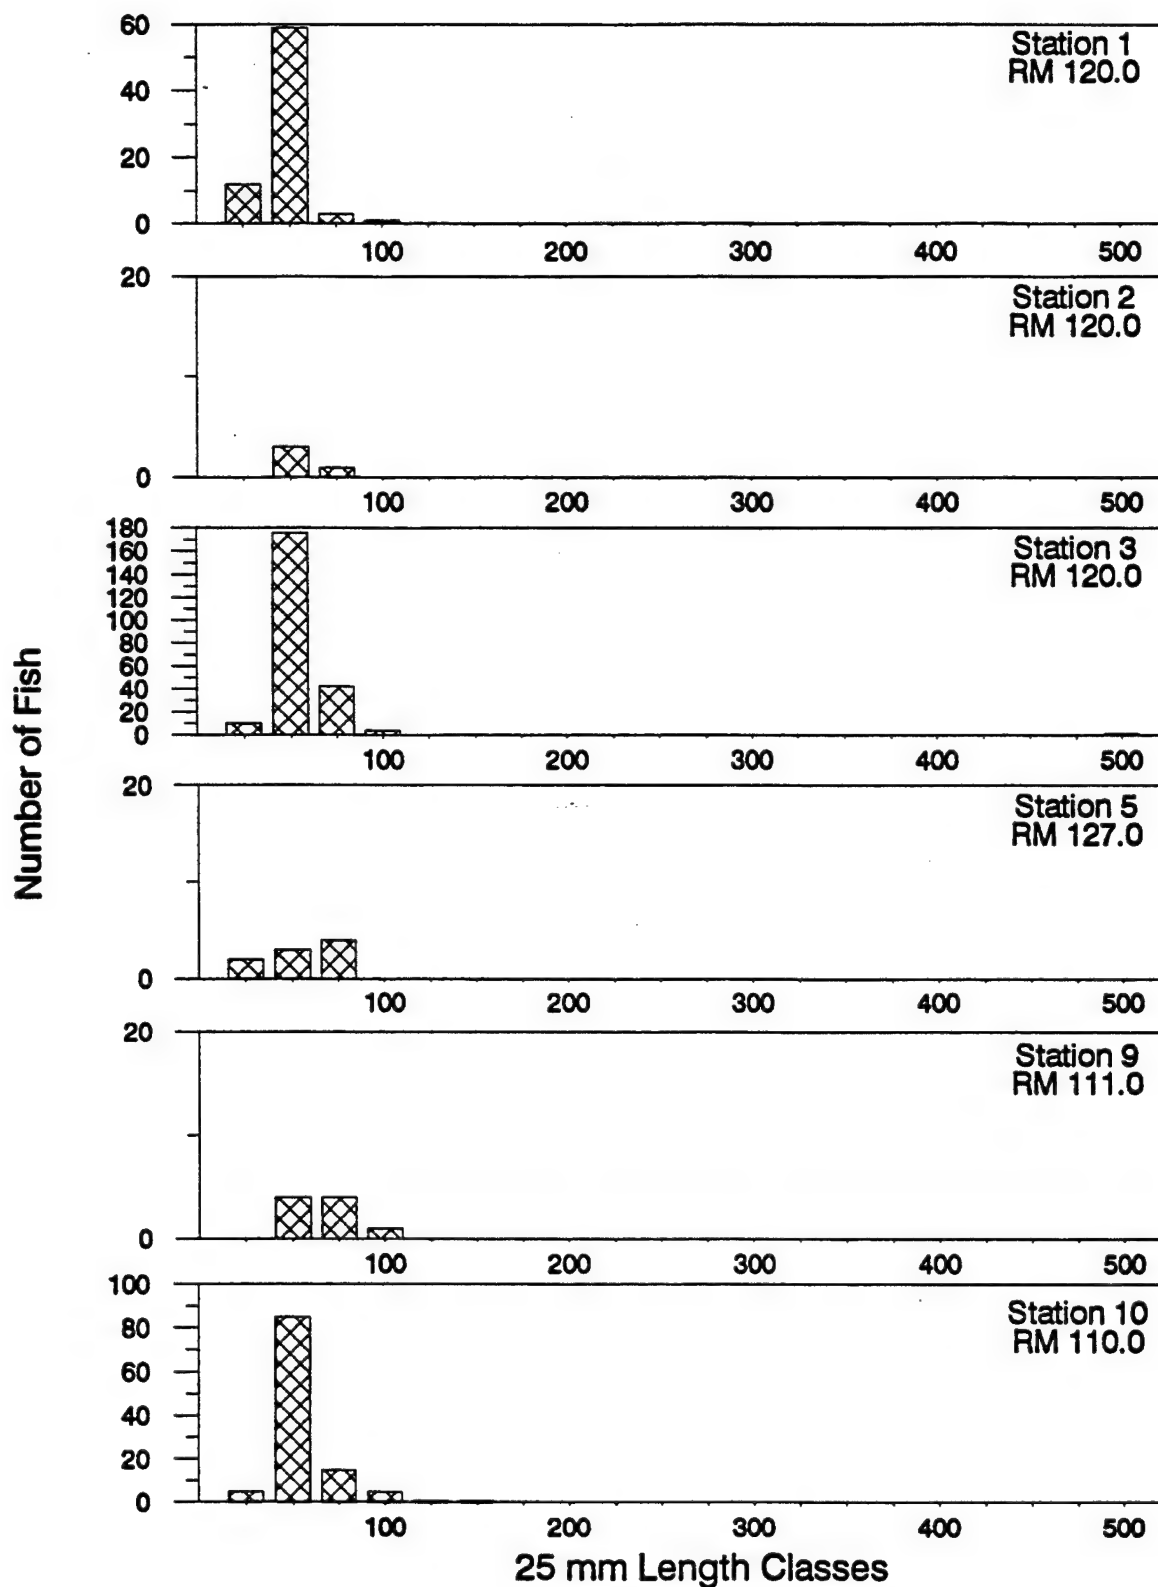 Number of Fish
60
40
20
0
Station 1
RM 120.0
100 200 300 400 500
20
0
Station 2
RM 120.0
100 200 300 400 500
180
160
140
120
100
80
60
40
20
0
Station 3
RM 120.0
100 200 300 400 500
20
0
Station 5
RM 127.0
100 200 300 400 500
20
0
Station 9
RM 111.0
100 200 300 400 500
100
80
60
40
20
0
Station 10
RM 110.0
100 200 300 400 500
25 mm Length Classes